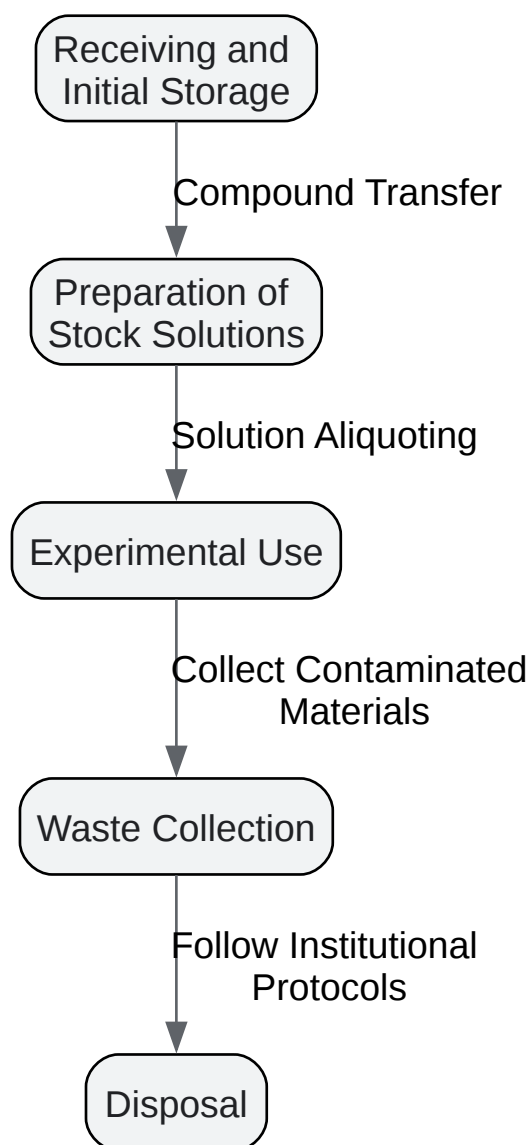 Receiving and
Initial Storage
Compound Transfer
Preparation of
Stock Solutions
Solution Aliquoting
Experimental Use
Collect Contaminated
Materials
Waste Collection
Follow Institutional
Protocols
Disposal